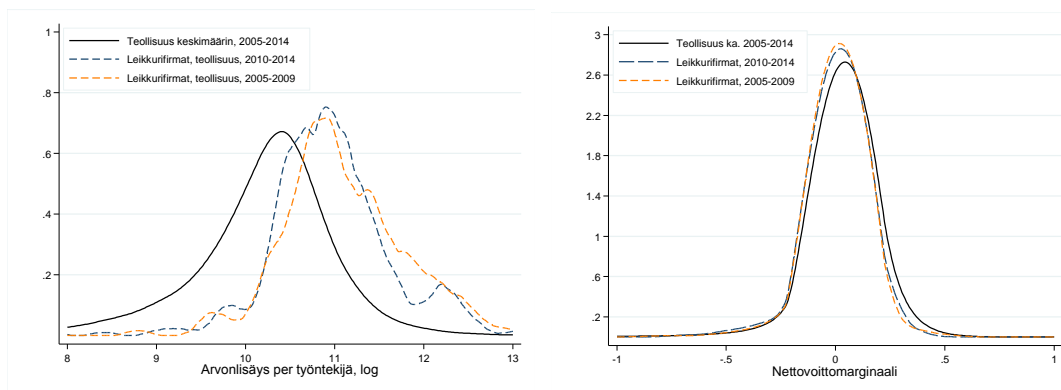 1
.8
.6
.4
.2
Teollisuus keskimäärin, 2005-2014
Leikkurifirmat, teollisuus, 2010-2014
Leikkurifirmat, teollisuus, 2005-2009
8 9 10 11 12 13
Arvonlisäys per työntekijä, log
3
2.6
2.2
1.8
1.4
1
.6
.2
Teollisuus ka. 2005-2014
Leikkurifirmat, 2010-2014
Leikkurifirmat, 2005-2009
-1 -.5 0 .5 1
Nettovoittomarginaali